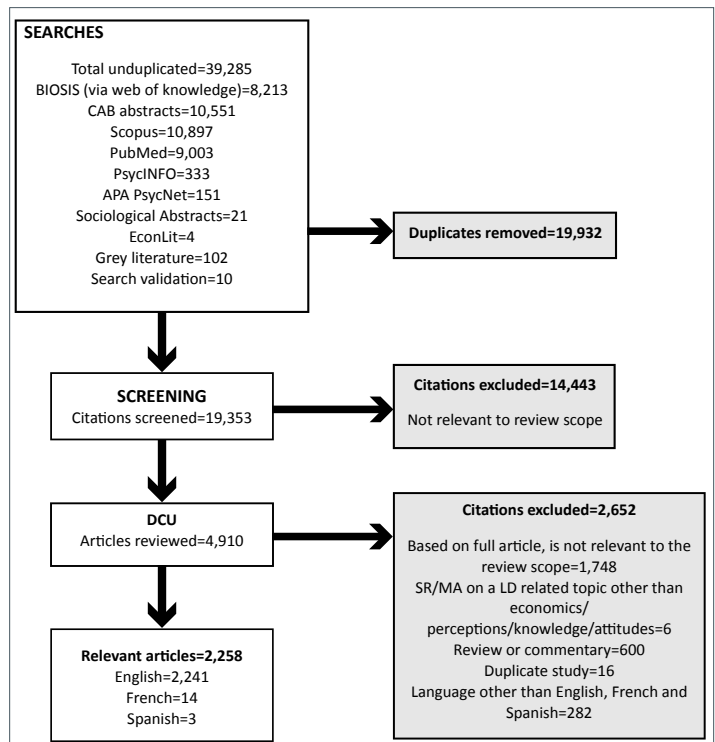 SEARCHES
Total unduplicated=39,285
BIOSIS (via web of knowledge)=8,213
CAB abstracts=10,551
Scopus=10,897
PubMed=9,003
PsycINFO=333
APA PsycNet=151
Sociological Abstracts=21
EconLit=4
Grey literature=102
Search validation=10
Duplicates removed=19,932
SCREENING
Citations screened=19,353
Citations excluded=14,443
Not relevant to review scope
DCU
Articles reviewed=4,910
Citations excluded=2,652
Based on full article, is not relevant to the
review scope=1,748
SR/MA on a LD related topic other than
economics/
perceptions/knowledge/attitudes=6
Review or commentary=600
Duplicate study=16
Language other than English, French and
Spanish=282
Relevant articles=2,258
English=2,241
French=14
Spanish=3